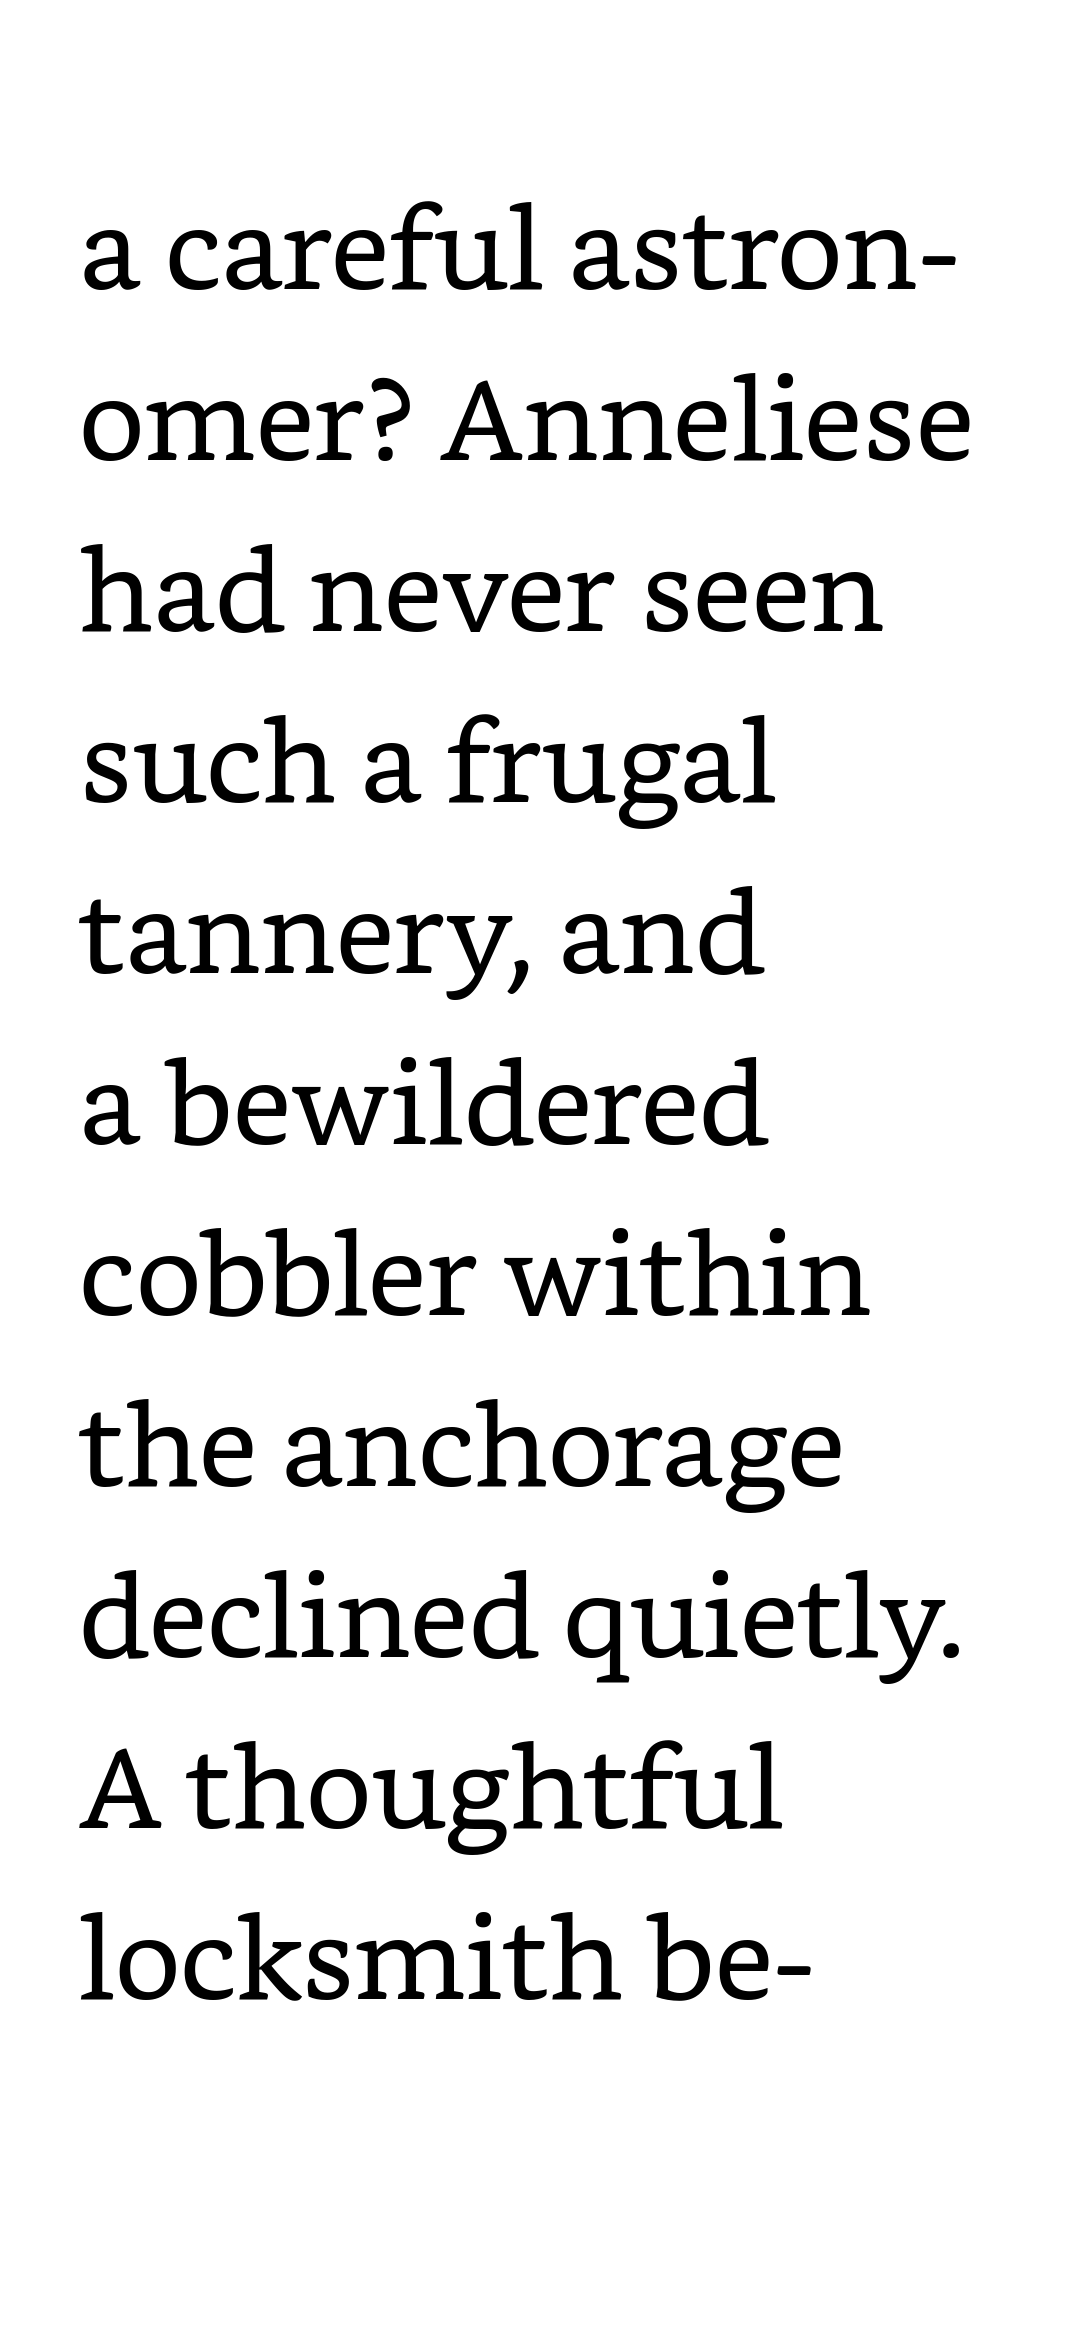 a careful astron-
omer? Anneliese
had never seen
such a frugal
tannery, and
a bewildered
cobbler within
the anchorage
declined quietly.
A thoughtful
locksmith be-